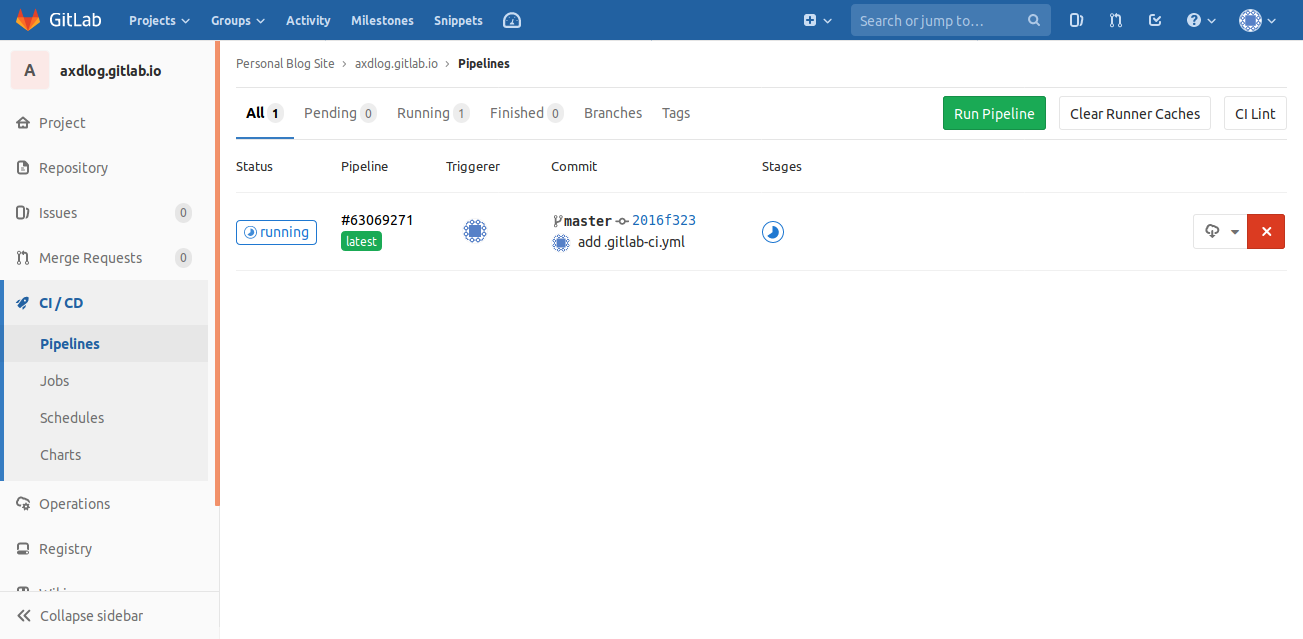 GitLab Projects Groups Activity Milestones Snippets Search or jump to...
A axdlog.gitlab.io
Project
Repository
Issues 0
Merge Requests 0
CI / CD
Pipelines
Jobs
Schedules
Charts
Operations
Registry
Collapse sidebar
Personal Blog Site › axdlog.gitlab.io › Pipelines
All 1 Pending 0 Running 1 Finished 0 Branches Tags Run Pipeline Clear Runner Caches CI Lint
Status Pipeline Triggerer Commit Stages
running #63069271 master 2016f323
latest add .gitlab-ci.yml